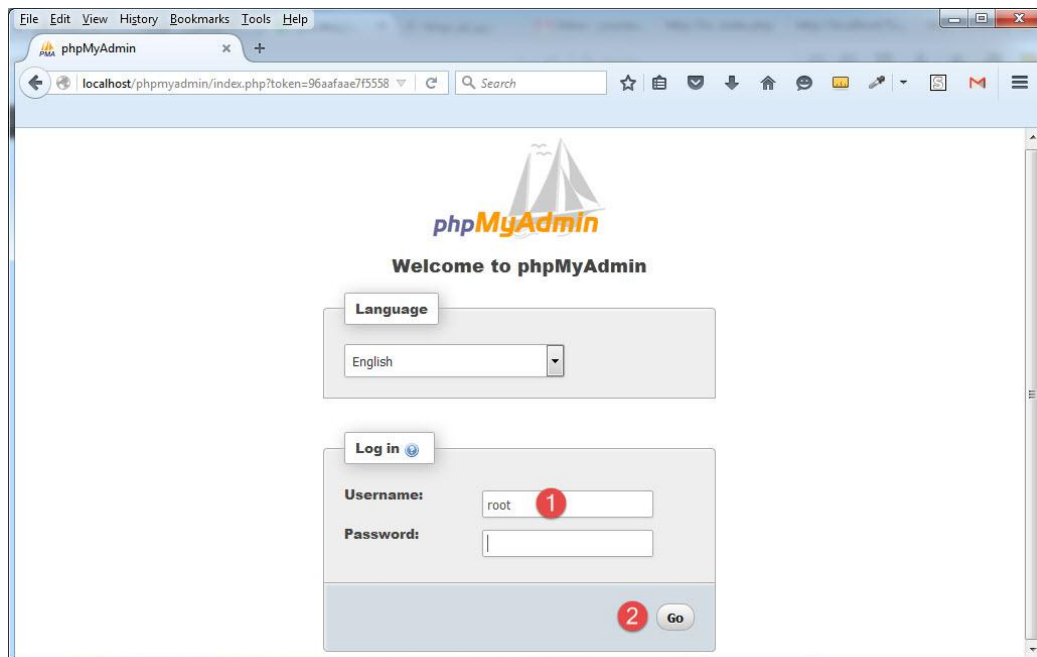 File Edit View History Bookmarks Tools Help
phpMyAdmin
localhost/phpmyadmin/index.php?token=96aafaae7f5558
Search
S
PMA
phpMyAdmin
Welcome to phpMyAdmin
Language
English
Log in
Username:
root
1
Password:
2
Go